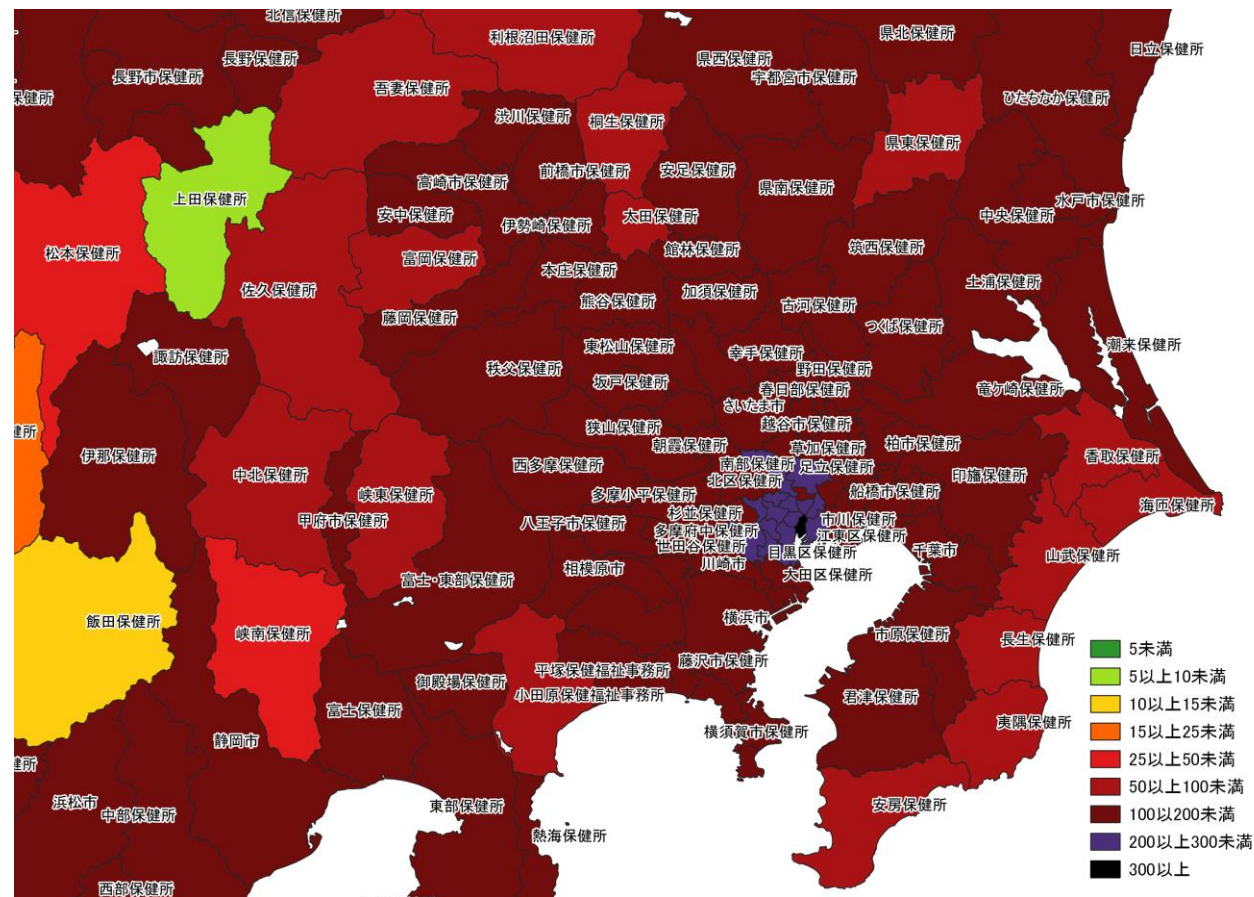 北信保健所
利根沼田保健所
県北保健所
日立保健所
長野保健所
県西保健所
長野市保健所
宇都宮市保健所
保健所
吾妻保健所
ひたちなか保健所
渋川保健所
桐生保健所
県東保健所
前橋市保健所
安足保健所
高崎市保健所
県南保健所
上田保健所
水戸市保健所
安中保健所
太田保健所
中央保健所
伊勢崎保健所
松本保健所
館林保健所
筑西保健所
富岡保健所
本庄保健所
土浦保健所
佐久保健所
熊谷保健所
加須保健所
古河保健所
藤岡保健所
つくば保健所
東松山保健所
潮来保健所
諏訪保健所
幸手保健所
秩父保健所
野田保健所
坂戸保健所
春日部保健所
竜ケ崎保健所
さいたま市
越谷市保健所
健所
狭山保健所
朝霞保健所
草加保健所
柏市保健所
伊那保健所
香取保健所
西多摩保健所
南部保健所
足立保健所
中北保健所
北区保健所
印旛保健所
峡東保健所
多摩小平保健所
船橋市保健所
海匝保健所
杉並保健所
甲府市保健所
八王子市保健所
市川保健所
多摩府中保健所
江東区保健所
世田谷保健所
目黒区保健所
千葉市
山武保健所
川崎市
相模原市
大田区保健所
富士・東部保健所
飯田保健所
横浜市
峡南保健所
市原保健所
長生保健所
5未満
藤沢市保健所
平塚保健福祉事務所
御殿場保健所
5以上10未満
小田原保健福祉事務所
君津保健所
10以上15未満
富士保健所
夷隅保健所
横須賀市保健所
静岡市
15以上25未満
健所
25以上50未満
浜松市
東部保健所
安房保健所
50以上100未満
中部保健所
100以200未満
熱海保健所
200以上300未満
300以上
西部保健所